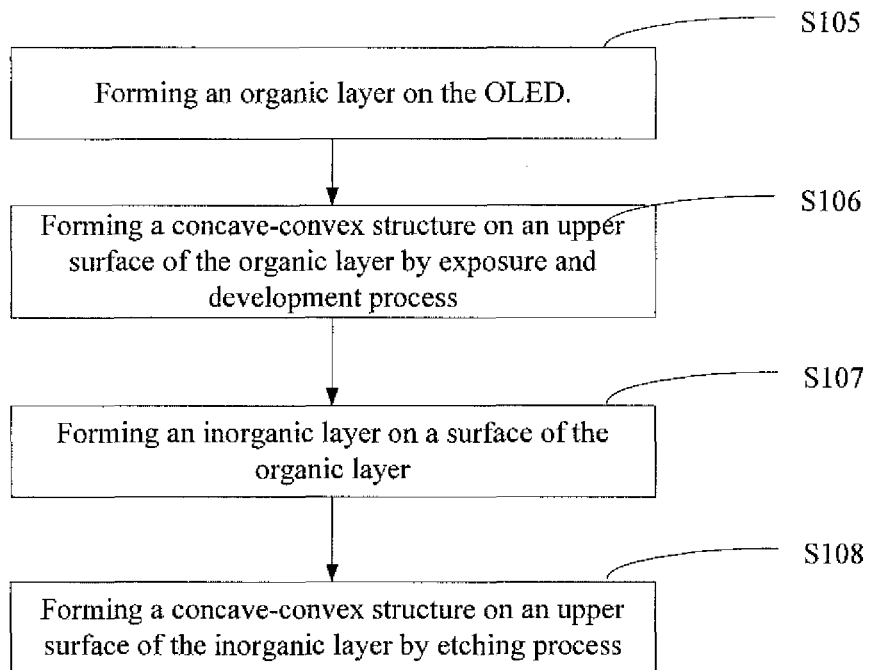 S105
Forming an organic layer on the OLED.
S106
Forming a concave-convex structure on an upper
surface of the organic layer by exposure and
development process
S107
Forming an inorganic layer on a surface of the
organic layer
S108
Forming a concave-convex structure on an upper
surface of the inorganic layer by etching process